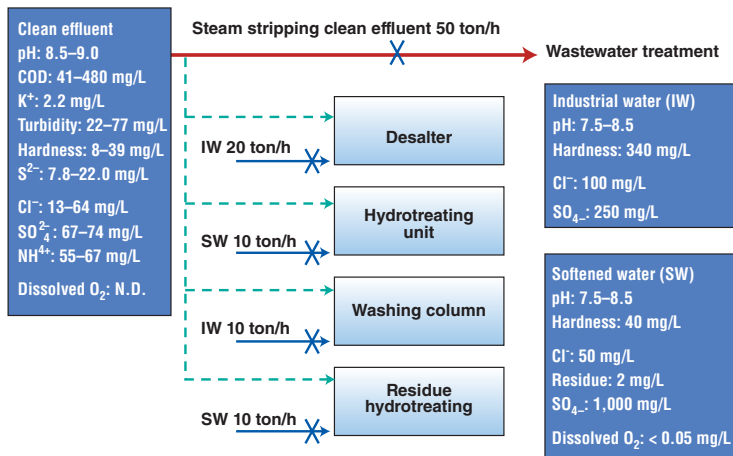 Clean effluent
pH: 8.5–9.0
COD: 41–480 mg/L
K⁺: 2.2 mg/L
Turbidity: 22–77 mg/L
Hardness: 8–39 mg/L
S²⁻: 7.8–22.0 mg/L
Cl⁻: 13–64 mg/L
SO₄²⁻: 67–74 mg/L
NH⁴⁺: 55–67 mg/L
Dissolved O₂: N.D.
Steam stripping clean effluent 50 ton/h
Wastewater treatment
Desalter
IW 20 ton/h
Hydrotreating
unit
SW 10 ton/h
Washing column
IW 10 ton/h
Residue
hydrotreating
SW 10 ton/h
Industrial water (IW)
pH: 7.5–8.5
Hardness: 340 mg/L
Cl⁻: 100 mg/L
SO₄₋: 250 mg/L
Softened water (SW)
pH: 7.5–8.5
Hardness: 40 mg/L
Cl⁻: 50 mg/L
Residue: 2 mg/L
SO₄₋: 1,000 mg/L
Dissolved O₂: < 0.05 mg/L